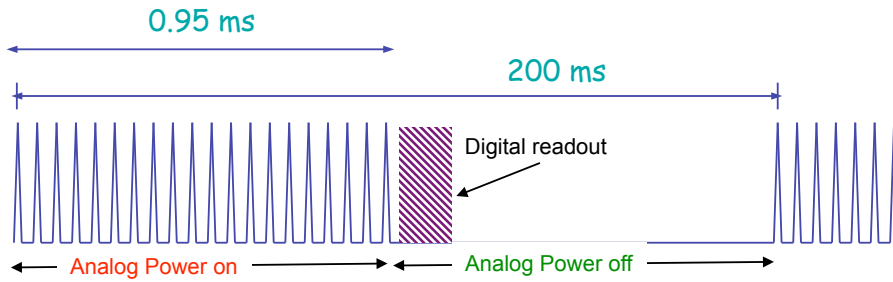 0.95 ms
200 ms
Digital readout
Analog Power on
Analog Power off